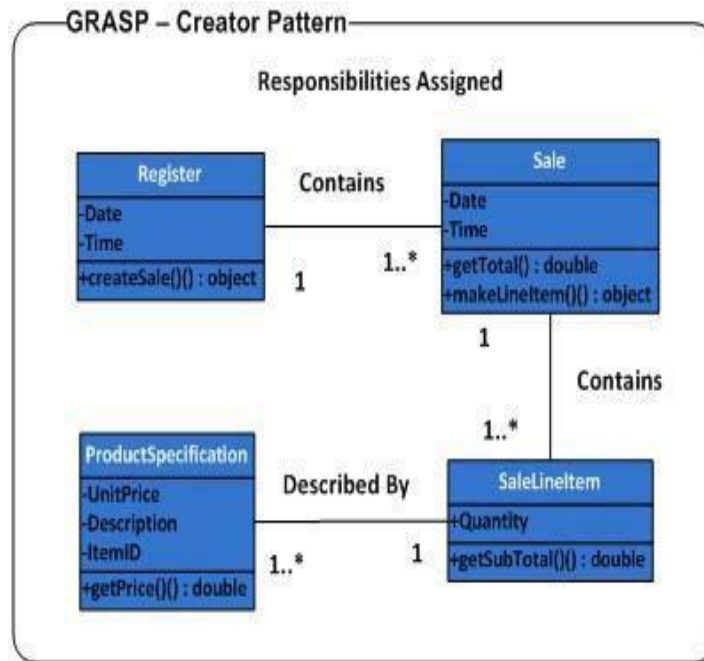 GRASP – Creator Pattern
Responsibilities Assigned
Register
-Date
-Time
+createSale()() : object
Contains
1
1..*
Sale
-Date
-Time
+getTotal() : double
+makeLineItem()() : object
1
Contains
1..*
ProductSpecification
-UnitPrice
-Description
-ItemID
+getPrice()() : double
Described By
1..*
1
SaleLineItem
+Quantity
+getSubTotal()() : double